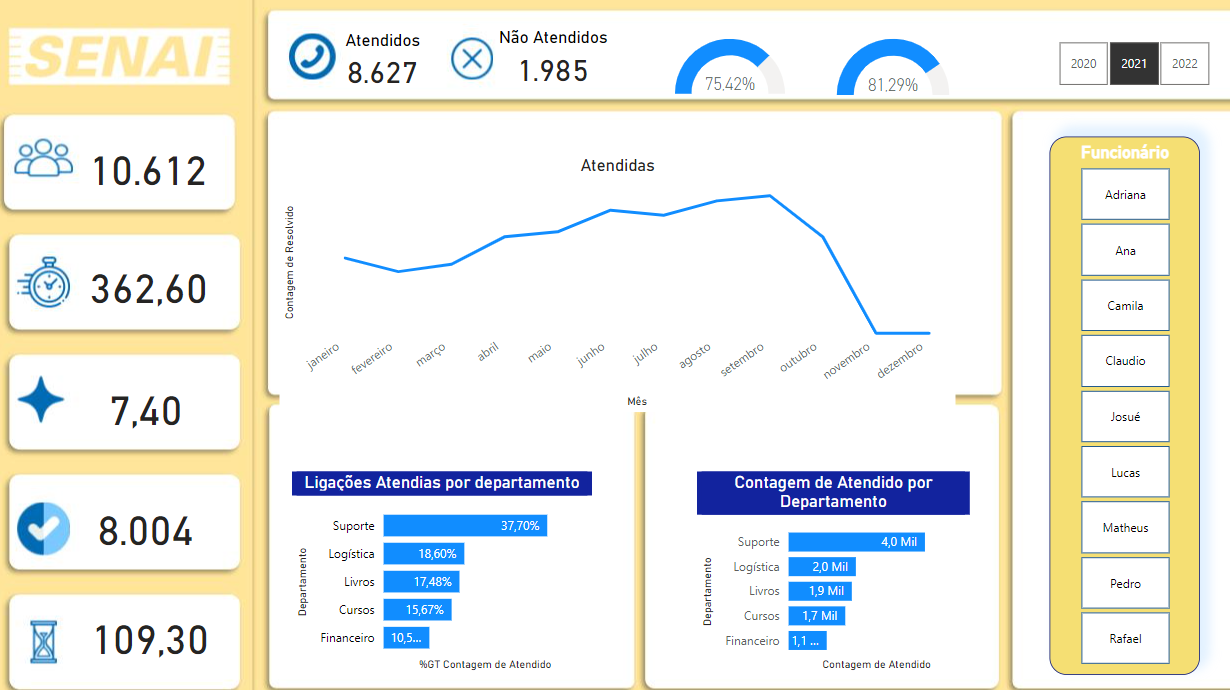 SENAI
10.612
362,60
7,40
8.004
109,30
Atendidos
8.627
Não Atendidos
1.985
75,42%
81,29%
2020
2021
2022
Atendidas
Contagem de Resolvido
janeiro
fevereiro
março
abril
maio
junho
julho
agosto
setembro
outubro
novembro
dezembro
Mês
Ligações Atendias por departamento
Departamento
Suporte
37,70%
Logística
18,60%
Livros
17,48%
Cursos
15,67%
Financeiro
10,5...
%GT Contagem de Atendido
Contagem de Atendido por
Departamento
Departamento
Suporte
4,0 Mil
Logística
2,0 Mil
Livros
1,9 Mil
Cursos
1,7 Mil
Financeiro
1,1 ...
Contagem de Atendido
Funcionário
Adriana
Ana
Camila
Claudio
Josué
Lucas
Matheus
Pedro
Rafael